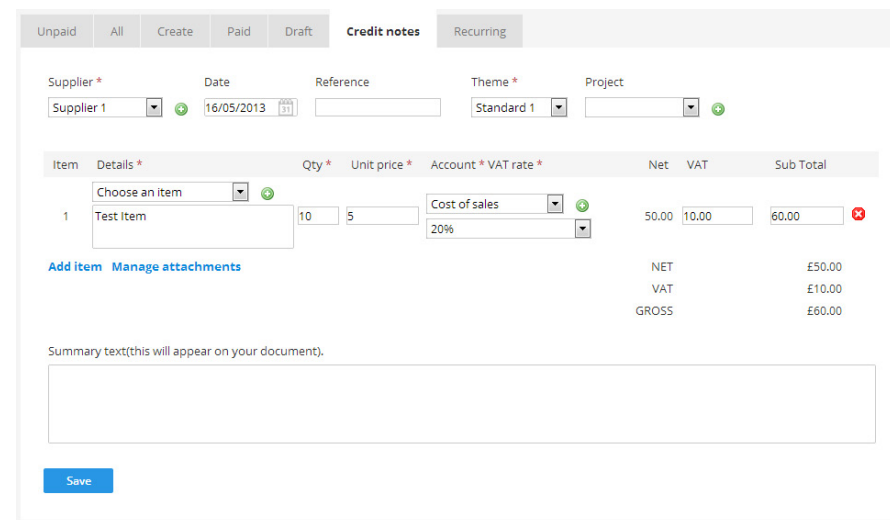 Unpaid All Create Paid Draft Credit notes Recurring
Supplier * Date Reference Theme * Project
Supplier 1 16/05/2013 31 Standard 1
Item Details * Qty * Unit price * Account * VAT rate * Net VAT Sub Total
Choose an item
Cost of sales
1 Test Item 10 5 50.00 10.00 60.00
20%
Add item Manage attachments NET £50.00
VAT £10.00
GROSS £60.00
Summary text(this will appear on your document).
Save